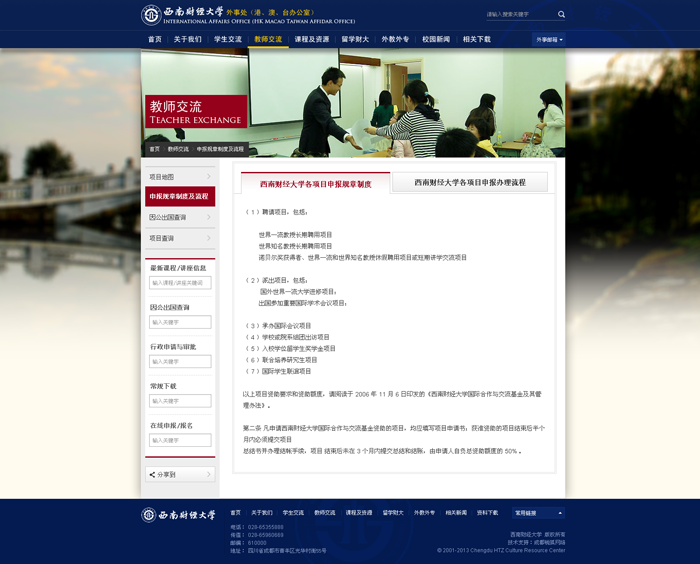 西南财经大学 外事处（港、澳、台办公室）
INTERNATIONAL AFFAIRS OFFICE (HK MACAO TAIWAN AFFIDAR OFFICE)
请输入搜索关键字
首页 关于我们 学生交流 教师交流 课程及资源 留学财大 外教外专 校园新闻 相关下载 外事邮箱
教师交流
TEACHER EXCHANGE
首页 教师交流 申报规章制度及流程
项目地图
申报规章制度及流程
因公出国查询
项目查询
最新课程/讲座信息
输入课程/讲座关键词
因公出国查询
输入关键字
行政申请与审批
输入关键字
常规下载
输入关键字
在线申报/报名
输入关键字
分享到
西南财经大学各项目申报规章制度 西南财经大学各项目申报办理流程
（1）聘请项目，包括：
世界一流教授长期聘用项目
世界知名教授长期聘用项目
诺贝尔奖获得者、世界一流和世界知名教授休假聘用项目或短期讲学交流项目
（2）派出项目，包括：
国外世界一流大学进修项目；
出国参加重要国际学术会议项目；
（3）承办国际会议项目
（4）学校或院系组团出访项目
（5）入校学位留学生奖学金项目
（6）联合培养研究生项目
（7）国际学生联谊项目
以上项目资助要求和资助额度，请阅读于 2006 年 11 月 6 日印发的《西南财经大学国际合作与交流基金及其管
理办法》。
第二条 凡申请西南财经大学国际合作与交流基金资助的项目，均应填写项目申请书；获准资助的项目结束后半个
月内必须提交项目
总结书并办理结帐手续，项目 结束后未在 3 个月内提交总结和结账，由申请人自负总资助额度的 50% 。
西南财经大学
首页 关于我们 学生交流 教师交流 课程及资源 留学财大 外教外专 相关新闻 资料下载 常用链接
电话： 028-65355888
传真： 028-65980888
邮编： 610000
地址： 四川省成都市蓉丰区光华村街55号
西南财经大学 版权所有
技术支持：成都翰旗网络
© 2001-2013 Chengdu HTZ Culture Resource Center